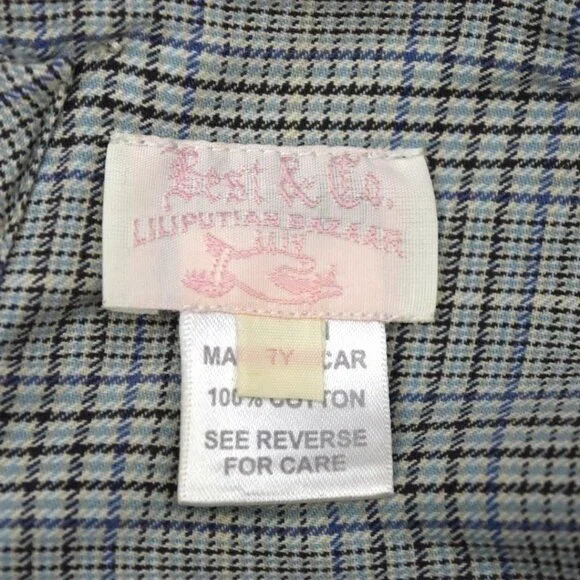 Best & Co.
LILIPUTIAN BAZAAR
7Y
MA CAR
100% COTTON
SEE REVERSE
FOR CARE